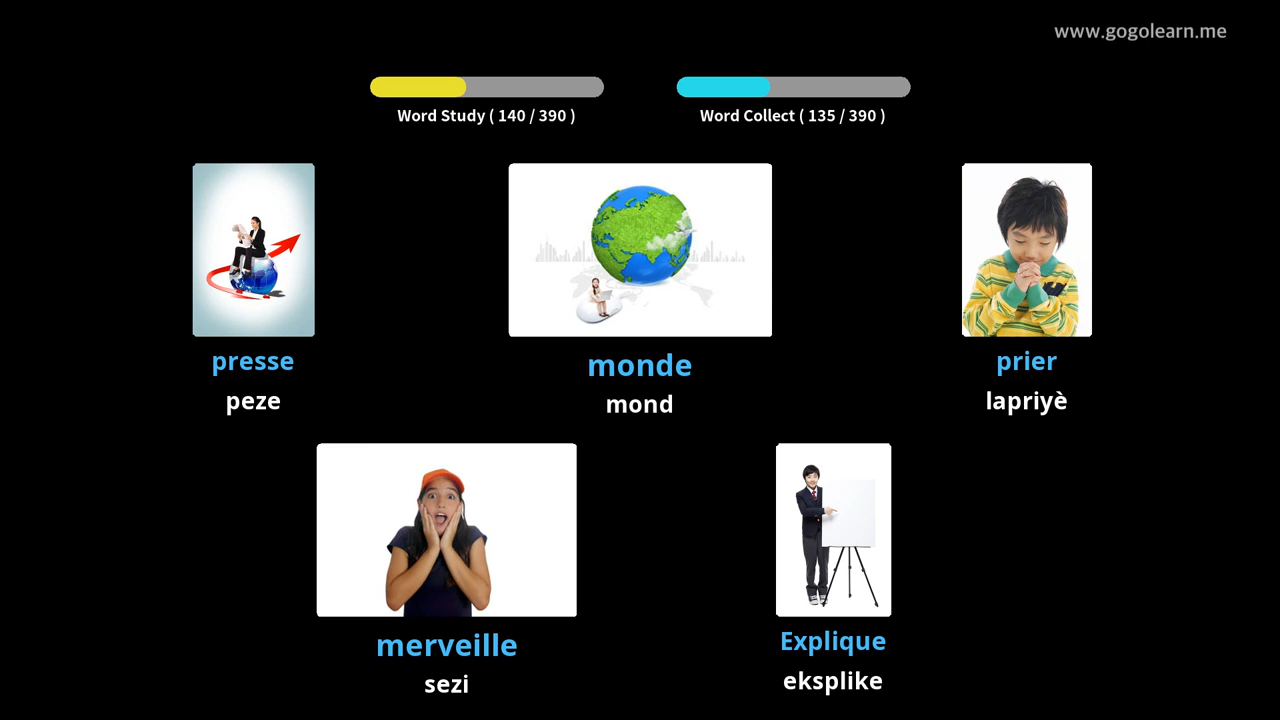 www.gogolearn.me
Word Study ( 140 / 390 )
Word Collect ( 135 / 390 )
presse
peze
monde
mond
prier
lapriyè
merveille
sezi
Explique
eksplike